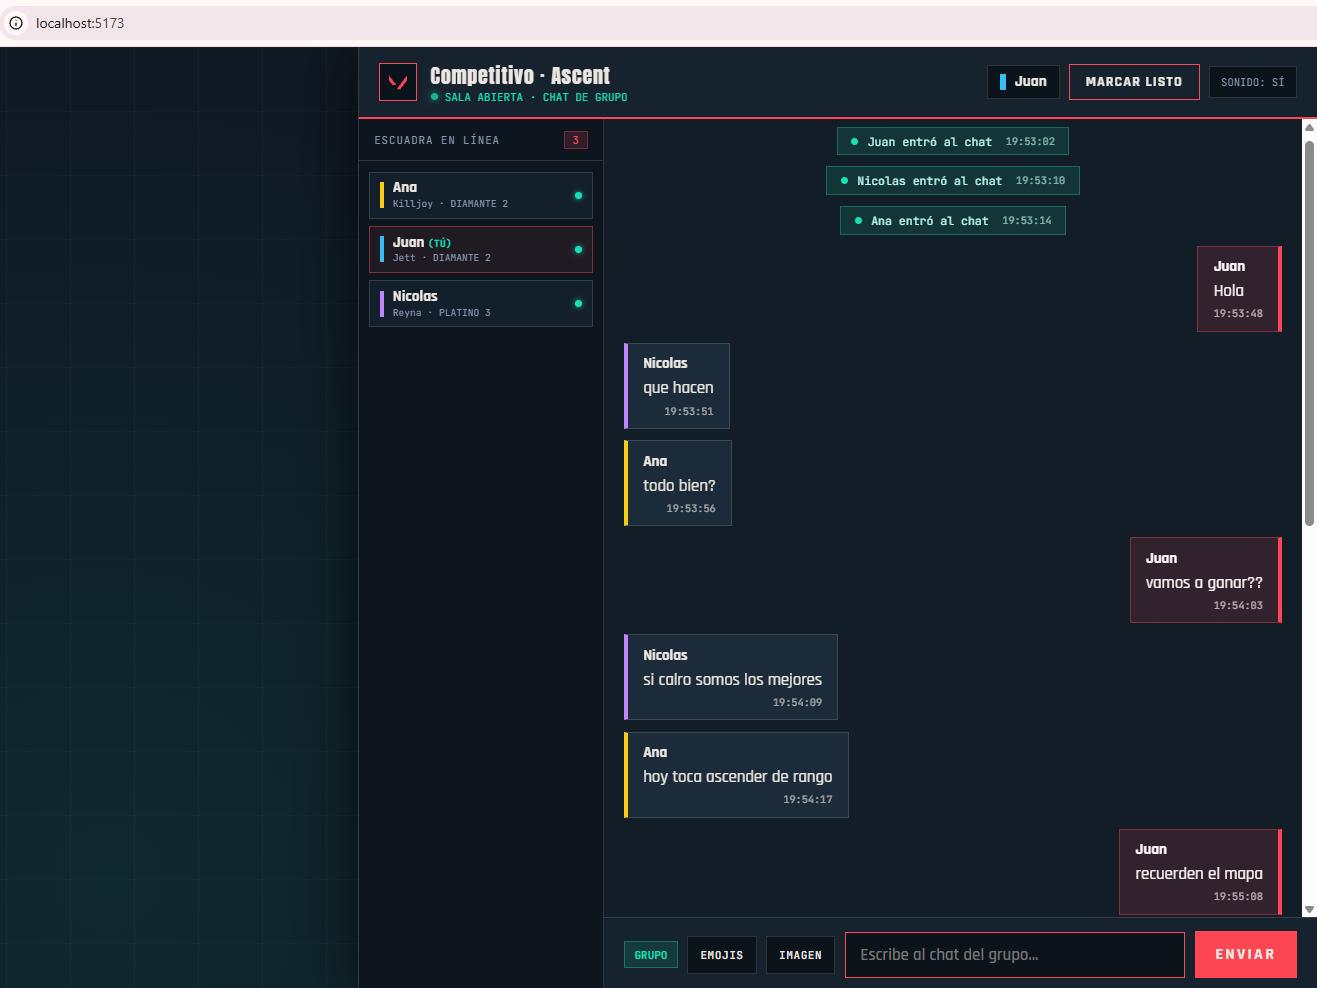 localhost:5173
Competitivo · Ascent
SALA ABIERTA · CHAT DE GRUPO
Juan
MARCAR LISTO
SONIDO: SÍ
ESCUADRA EN LÍNEA
3
Ana
Killjoy · DIAMANTE 2
Juan (TÚ)
Jett · DIAMANTE 2
Nicolas
Reyna · PLATINO 3
Juan entró al chat 19:53:02
Nicolas entró al chat 19:53:10
Ana entró al chat 19:53:14
Juan
Hola
19:53:48
Nicolas
que hacen
19:53:51
Ana
todo bien?
19:53:56
Juan
vamos a ganar??
19:54:03
Nicolas
si calro somos los mejores
19:54:09
Ana
hoy toca ascender de rango
19:54:17
Juan
recuerden el mapa
19:55:08
GRUPO
EMOJIS
IMAGEN
Escribe al chat del grupo...
ENVIAR